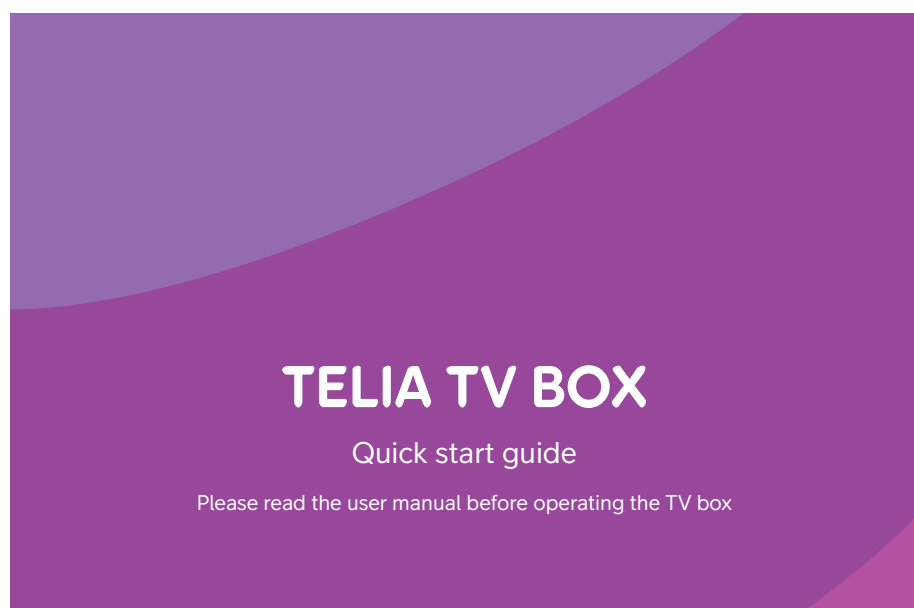 TELIA TV BOX
Quick start guide
Please read the user manual before operating the TV box